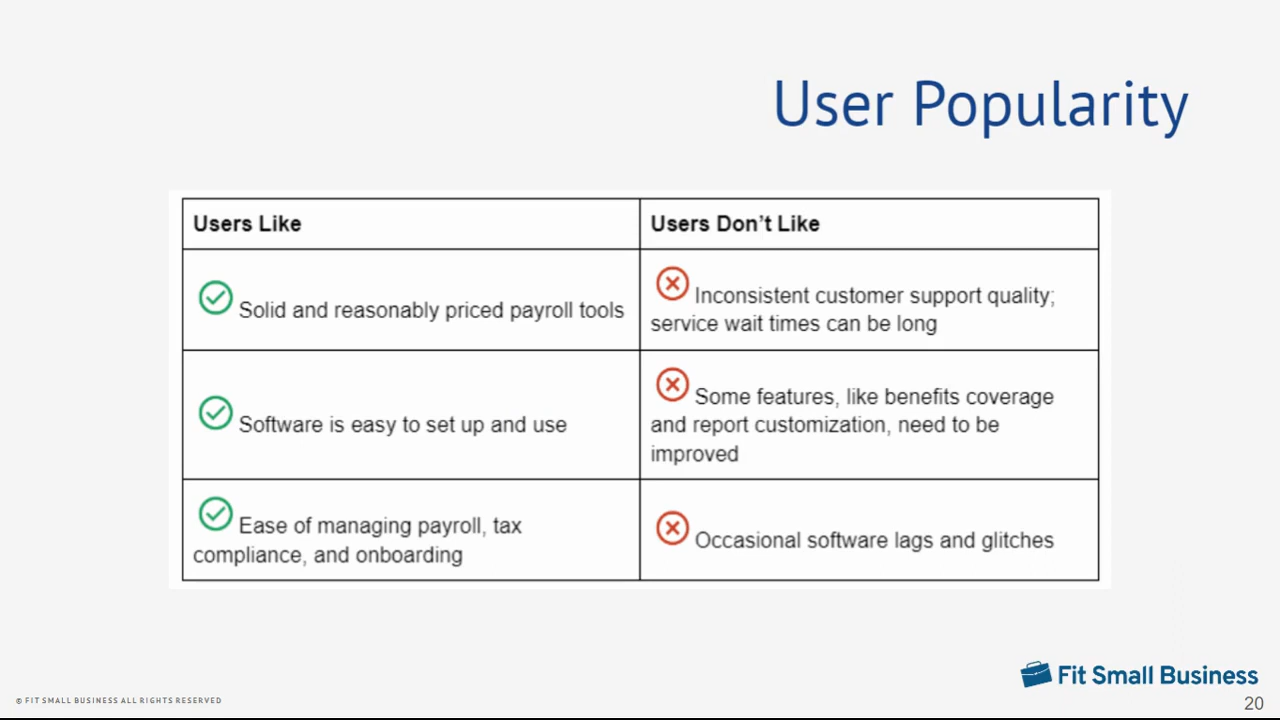 User Popularity
Users Like
Users Don't Like
Solid and reasonably priced payroll tools
Inconsistent customer support quality;
service wait times can be long
Software is easy to set up and use
Some features, like benefits coverage
and report customization, need to be
improved
Ease of managing payroll, tax
compliance, and onboarding
Occasional software lags and glitches
Fit Small Business
© FIT SMALL BUSINESS ALL RIGHTS RESERVED
20